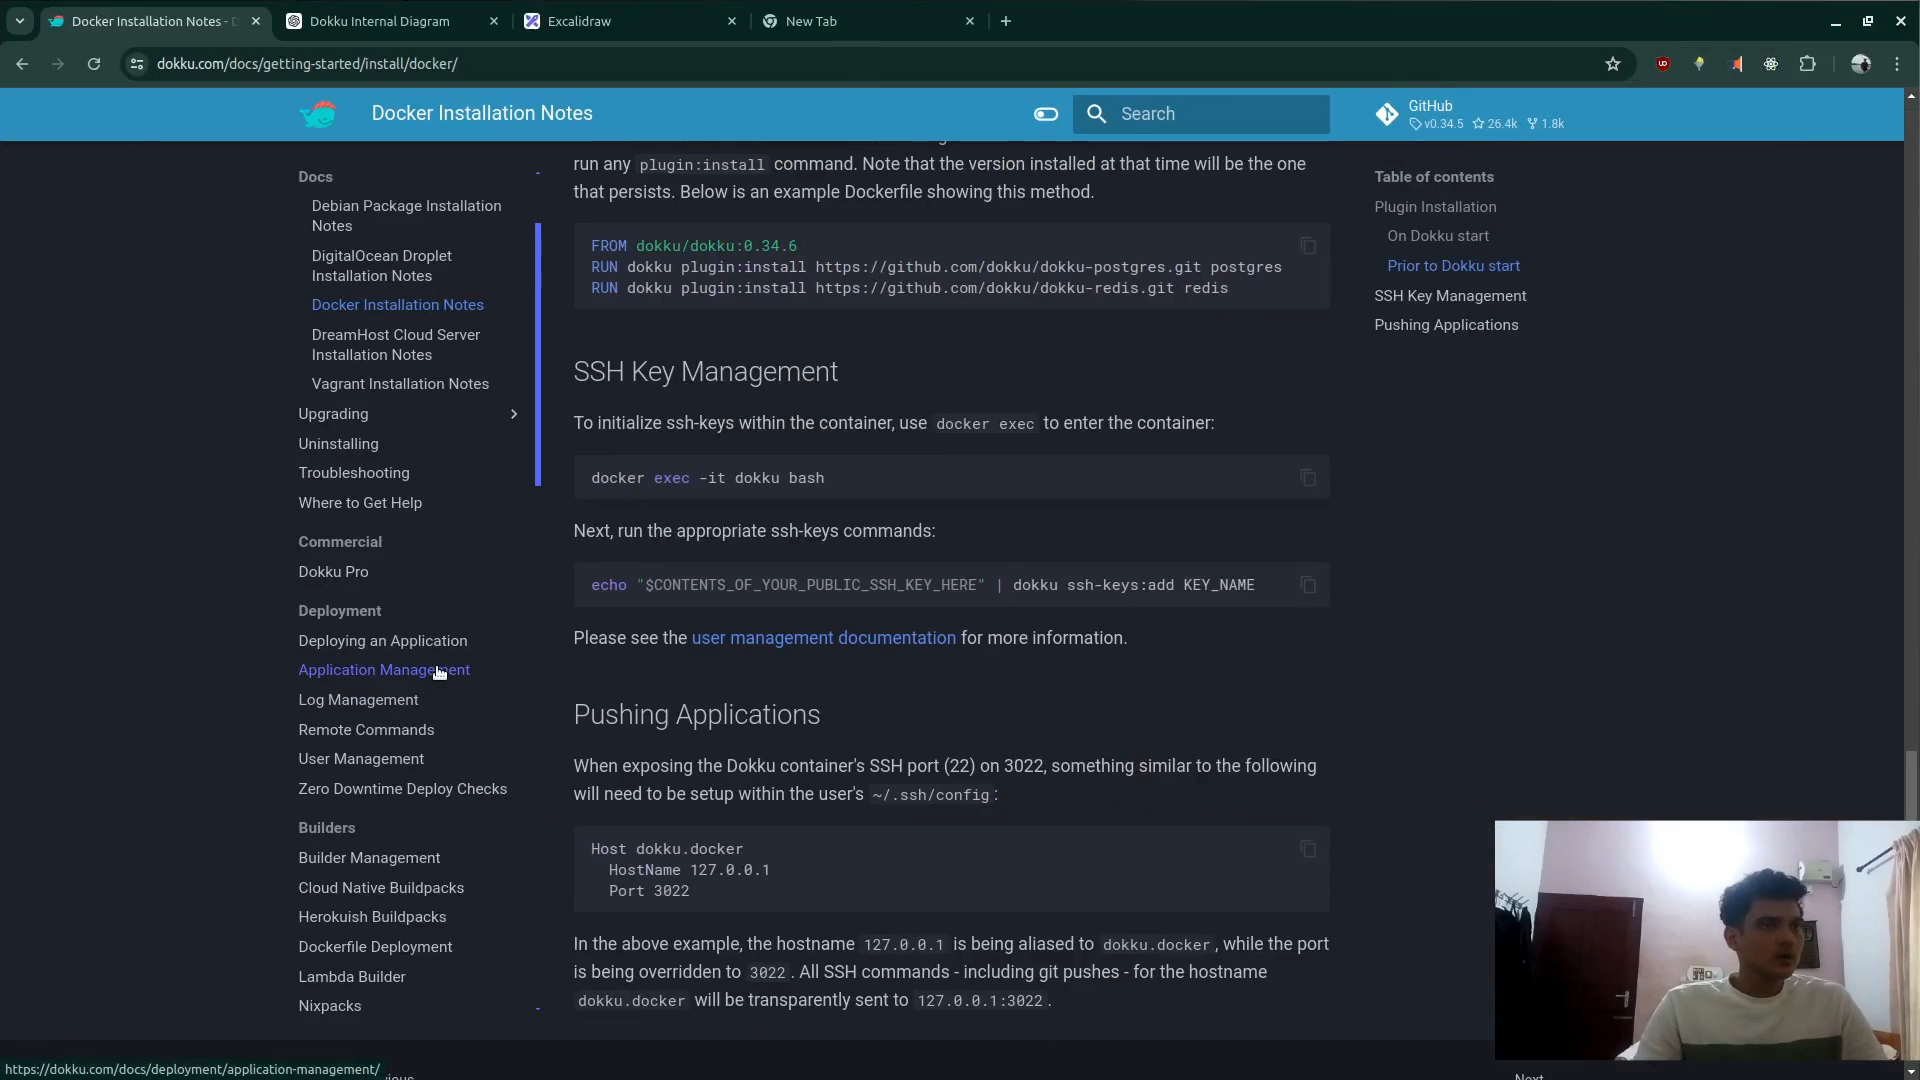 Docker Installation Notes - D
Dokku Internal Diagram
Excalidraw
New Tab
dokku.com/docs/getting-started/install/docker/
Docker Installation Notes
Search
GitHub
v0.34.5 26.4k 1.8k
Docs
Debian Package Installation
Notes
DigitalOcean Droplet
Installation Notes
Docker Installation Notes
DreamHost Cloud Server
Installation Notes
Vagrant Installation Notes
Upgrading
Uninstalling
Troubleshooting
Where to Get Help
Commercial
Dokku Pro
Deployment
Deploying an Application
Application Management
Log Management
Remote Commands
User Management
Zero Downtime Deploy Checks
Builders
Builder Management
Cloud Native Buildpacks
Herokuish Buildpacks
Dockerfile Deployment
Lambda Builder
Nixpacks
run any plugin:install command. Note that the version installed at that time will be the one
that persists. Below is an example Dockerfile showing this method.
FROM dokku/dokku:0.34.6
RUN dokku plugin:install https://github.com/dokku/dokku-postgres.git postgres
RUN dokku plugin:install https://github.com/dokku/dokku-redis.git redis
SSH Key Management
To initialize ssh-keys within the container, use docker exec to enter the container:
docker exec -it dokku bash
Next, run the appropriate ssh-keys commands:
echo "$CONTENTS_OF_YOUR_PUBLIC_SSH_KEY_HERE" | dokku ssh-keys:add KEY_NAME
Please see the user management documentation for more information.
Pushing Applications
When exposing the Dokku container's SSH port (22) on 3022, something similar to the following
will need to be setup within the user's ~/.ssh/config :
Host dokku.docker
HostName 127.0.0.1
Port 3022
In the above example, the hostname 127.0.0.1 is being aliased to dokku.docker , while the port
is being overridden to 3022 . All SSH commands - including git pushes - for the hostname
dokku.docker will be transparently sent to 127.0.0.1:3022 .
Table of contents
Plugin Installation
On Dokku start
Prior to Dokku start
SSH Key Management
Pushing Applications
https://dokku.com/docs/deployment/application-management/